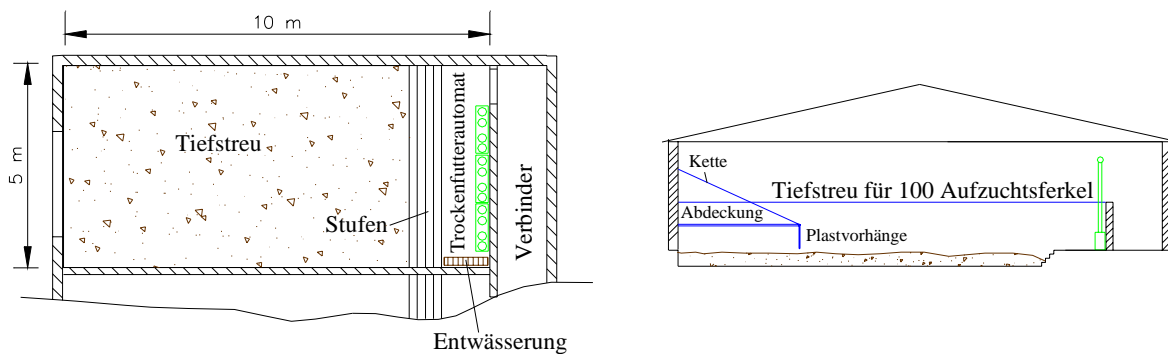 10 m
5 m
Tiefstreu
Stufen
Trockenfutterautomat
Verbinder
Entwässerung
Kette
Tiefstreu für 100 Aufzuchtsferkel
Abdeckung
Plastvorhänge